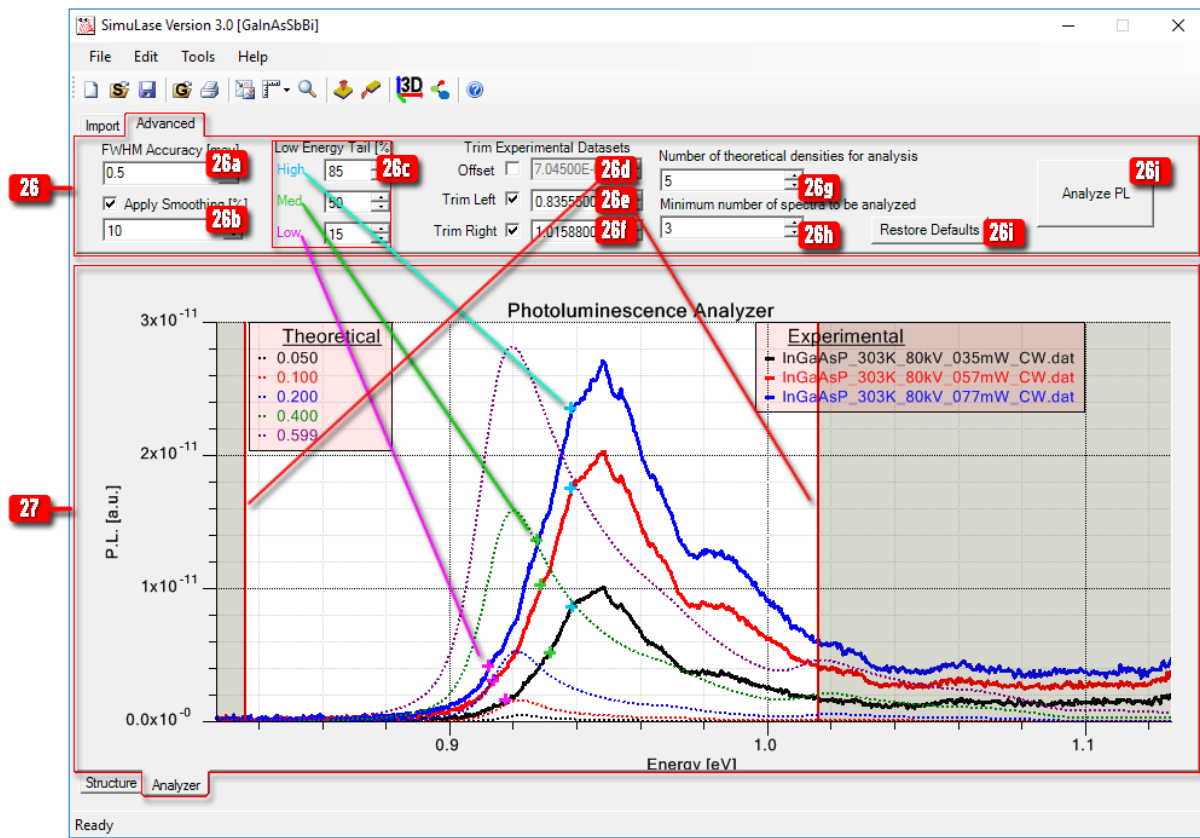 SimuLase Version 3.0 [GaInAsSbBi]
File Edit Tools Help
3D
Import Advanced
FWHM Accuracy [mev]
0.5
26a
Apply Smoothing [%]
10
26b
26
Low Energy Tail [%]
High 85
26c
Med 50
Low 15
Trim Experimental Datasets
Offset 7.04500E-
26d
Trim Left 0.8355500
26e
Trim Right 1.0158800
26f
Number of theoretical densities for analysis
5
26g
Minimum number of spectra to be analyzed
3
26h
Restore Defaults
26i
Analyze PL
26j
Photoluminescence Analyzer
27
P.L. [a.u.]
3x10-11
2x10-11
1x10-11
0.0x10-0
Theoretical
0.050
0.100
0.200
0.400
0.599
Experimental
InGaAsP_303K_80kV_035mW_CW.dat
InGaAsP_303K_80kV_057mW_CW.dat
InGaAsP_303K_80kV_077mW_CW.dat
0.9 1.0 1.1
Energy [eV]
Structure Analyzer
Ready